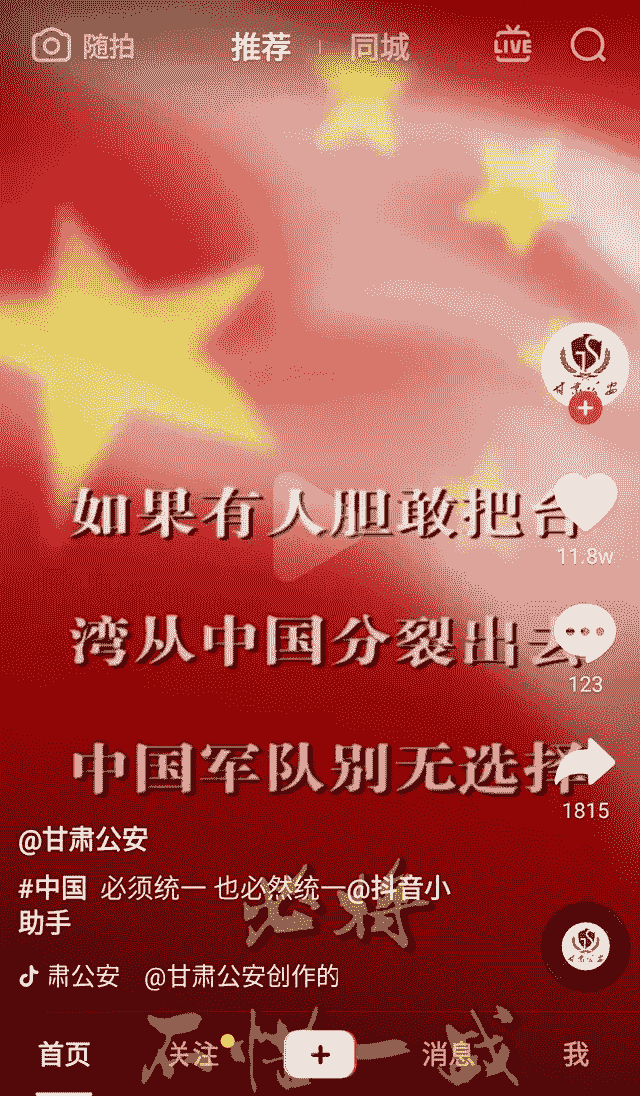 随拍 推荐 同城 LIVE
甘肃公安
如果有人胆敢把台
11.8w
湾从中国分裂出去
123
中国军队别无选择
1815
@甘肃公安
#中国 必须统一 也必然统一@抖音小
助手
必将
肃公安 @甘肃公安创作的
不惜一战
首页 关注 消息 我